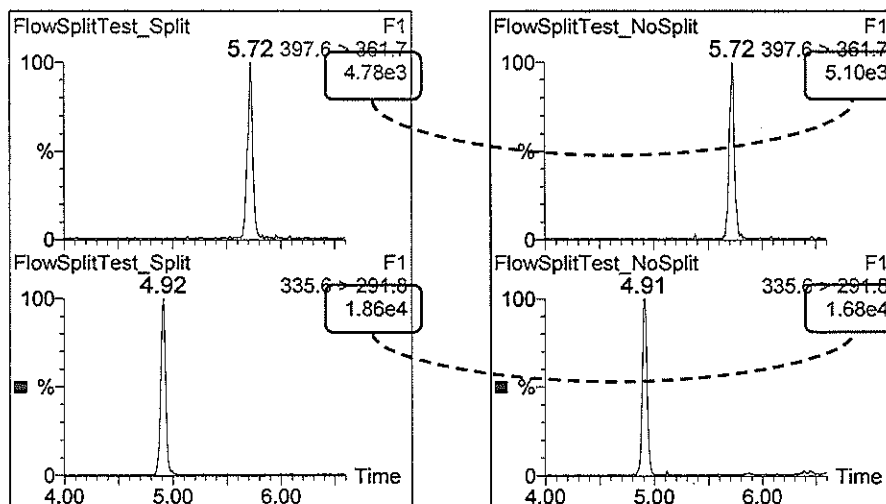 FlowSplitTest_Split F1
5.72 397.6 > 361.7
100 4.78e3
%
0
FlowSplitTest_Split F1
4.92 335.6 > 291.8
100 1.86e4
%
0 Time
4.00 5.00 6.00
FlowSplitTest_NoSplit F1
5.72 397.6 > 361.7
100 5.10e3
%
0
FlowSplitTest_NoSplit F1
4.91 335.6 > 291.8
100 1.68e4
%
0 Time
4.00 5.00 6.00